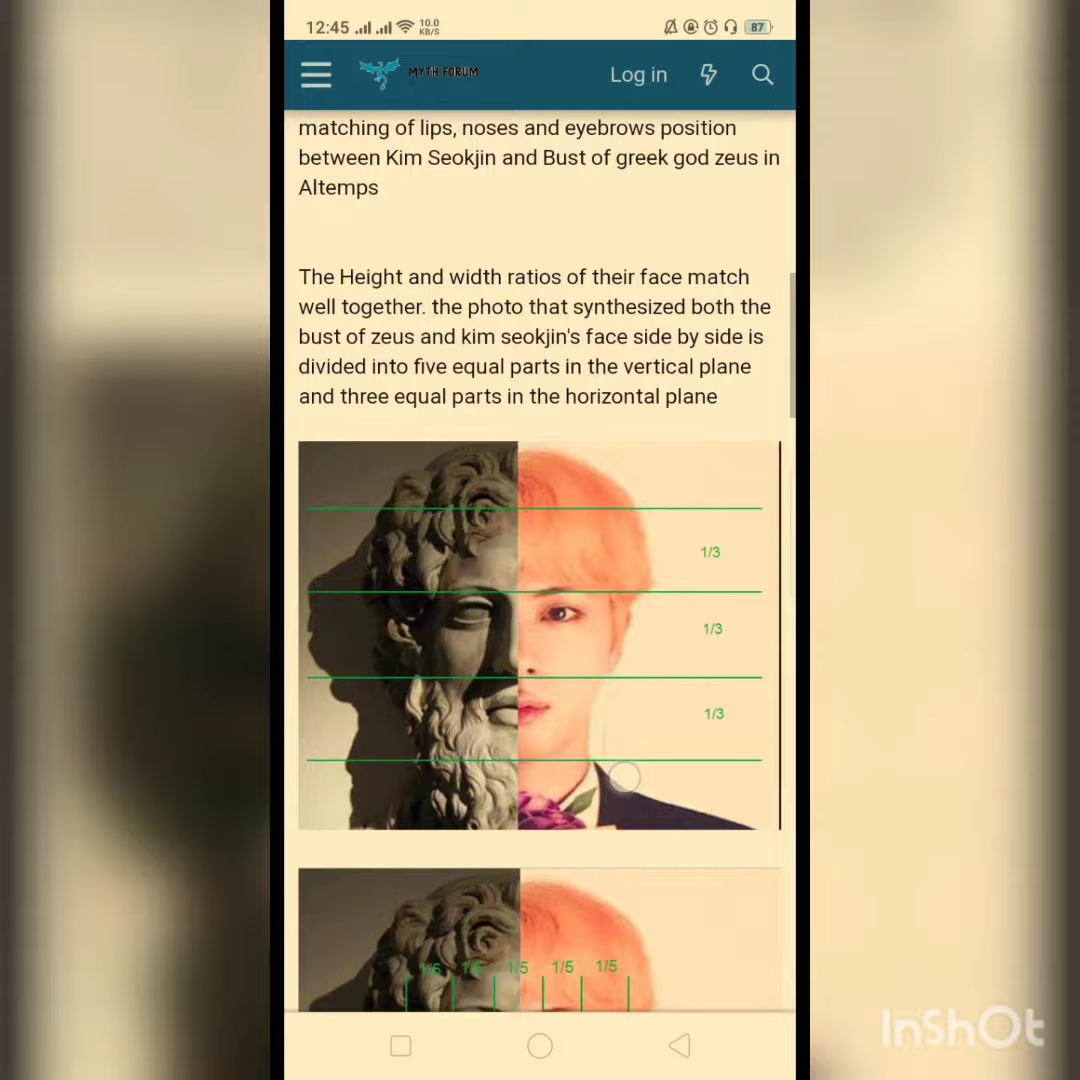 12:45 10.0 KB/S 87
MYTH FORUM Log in
matching of lips, noses and eyebrows position
between Kim Seokjin and Bust of greek god zeus in
Altemps
The Height and width ratios of their face match
well together. the photo that synthesized both the
bust of zeus and kim seokjin's face side by side is
divided into five equal parts in the vertical plane
and three equal parts in the horizontal plane
1/3
1/3
1/3
1/5 1/5 1/5 1/5 1/5
InShOt